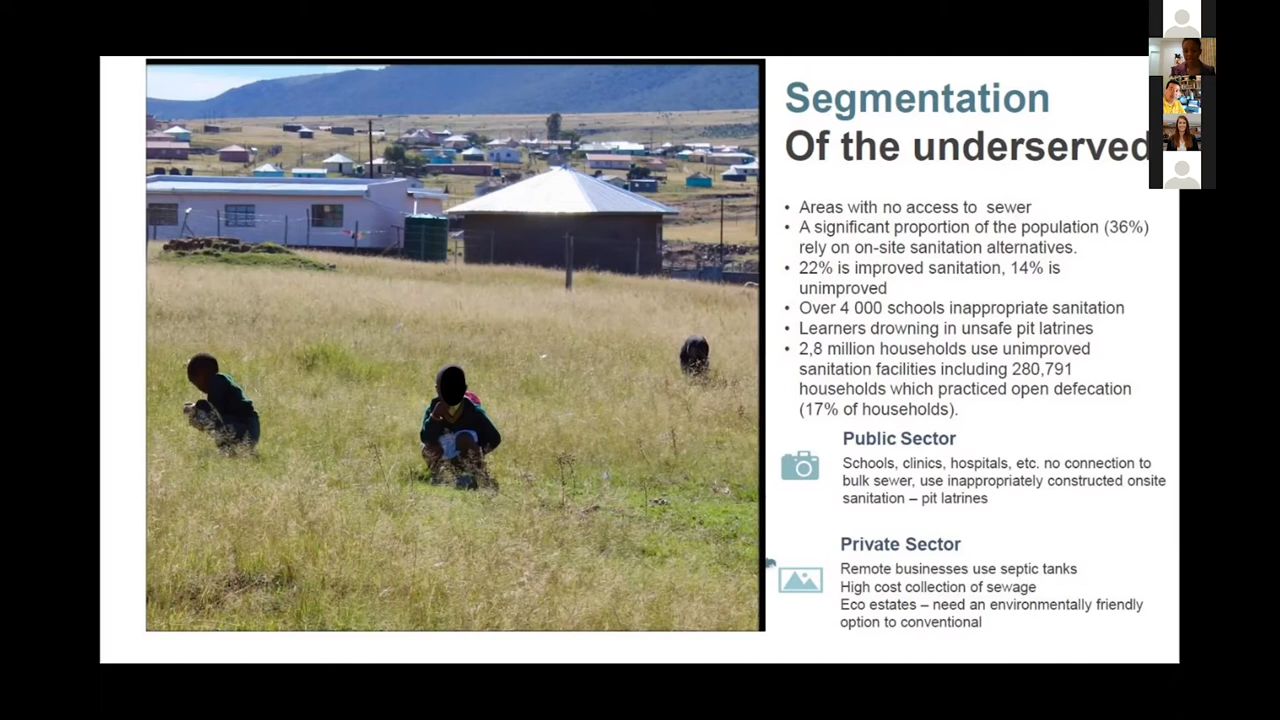 Segmentation
Of the underserved
• Areas with no access to sewer
• A significant proportion of the population (36%)
rely on on-site sanitation alternatives.
• 22% is improved sanitation, 14% is
unimproved
• Over 4 000 schools inappropriate sanitation
• Learners drowning in unsafe pit latrines
• 2,8 million households use unimproved
sanitation facilities including 280,791
households which practiced open defecation
(17% of households).
Public Sector
Schools, clinics, hospitals, etc. no connection to
bulk sewer, use inappropriately constructed onsite
sanitation – pit latrines
Private Sector
Remote businesses use septic tanks
High cost collection of sewage
Eco estates – need an environmentally friendly
option to conventional